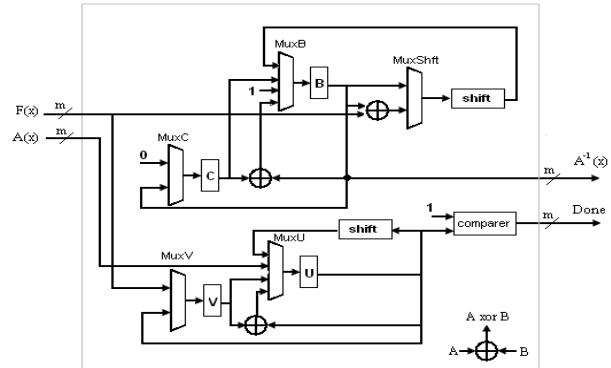 MuxB
MuxShft
B
1
shift
F(x)
m
A(x)
m
MuxC
0
C
m
A⁻¹(x)
1
comparer
m
Done
shift
MuxU
MuxV
U
V
A xor B
A
B